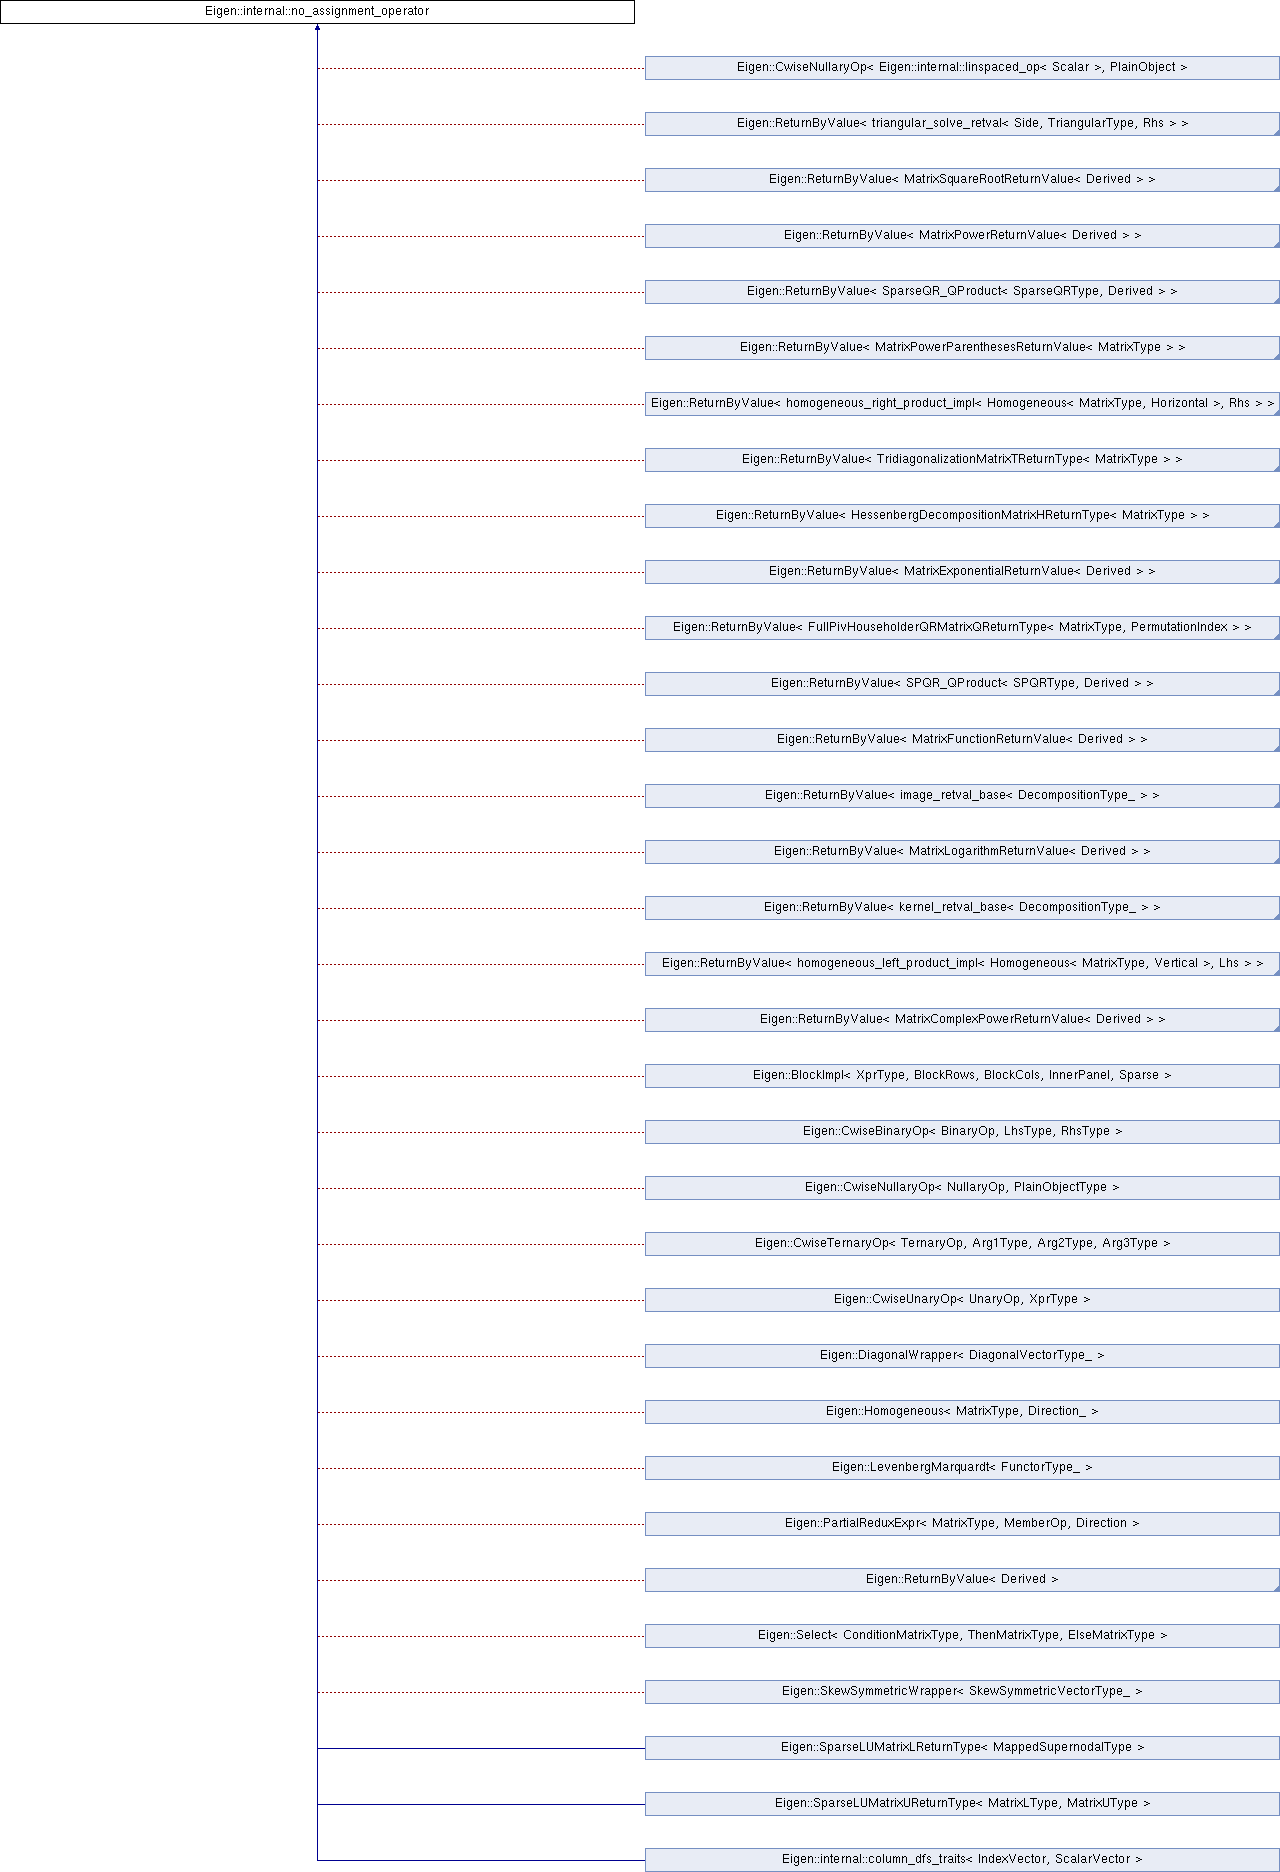 Eigen::internal::no_assignment_operator
Eigen::CwiseNullaryOp< Eigen::internal::linspaced_op< Scalar >, PlainObject >
Eigen::ReturnByValue< triangular_solve_retval< Side, TriangularType, Rhs > >
Eigen::ReturnByValue< MatrixSquareRootReturnValue< Derived > >
Eigen::ReturnByValue< MatrixPowerReturnValue< Derived > >
Eigen::ReturnByValue< SparseQR_QProduct< SparseQRType, Derived > >
Eigen::ReturnByValue< MatrixPowerParenthesesReturnValue< MatrixType > >
Eigen::ReturnByValue< homogeneous_right_product_impl< Homogeneous< MatrixType, Horizontal >, Rhs > >
Eigen::ReturnByValue< TridiagonalizationMatrixTReturnType< MatrixType > >
Eigen::ReturnByValue< HessenbergDecompositionMatrixHReturnType< MatrixType > >
Eigen::ReturnByValue< MatrixExponentialReturnValue< Derived > >
Eigen::ReturnByValue< FullPivHouseholderQRMatrixQReturnType< MatrixType, PermutationIndex > >
Eigen::ReturnByValue< SPQR_QProduct< SPQRType, Derived > >
Eigen::ReturnByValue< MatrixFunctionReturnValue< Derived > >
Eigen::ReturnByValue< image_retval_base< DecompositionType_ > >
Eigen::ReturnByValue< MatrixLogarithmReturnValue< Derived > >
Eigen::ReturnByValue< kernel_retval_base< DecompositionType_ > >
Eigen::ReturnByValue< homogeneous_left_product_impl< Homogeneous< MatrixType, Vertical >, Lhs > >
Eigen::ReturnByValue< MatrixComplexPowerReturnValue< Derived > >
Eigen::BlockImpl< XprType, BlockRows, BlockCols, InnerPanel, Sparse >
Eigen::CwiseBinaryOp< BinaryOp, LhsType, RhsType >
Eigen::CwiseNullaryOp< NullaryOp, PlainObjectType >
Eigen::CwiseTernaryOp< TernaryOp, Arg1Type, Arg2Type, Arg3Type >
Eigen::CwiseUnaryOp< UnaryOp, XprType >
Eigen::DiagonalWrapper< DiagonalVectorType_ >
Eigen::Homogeneous< MatrixType, Direction_ >
Eigen::LevenbergMarquardt< FunctorType_ >
Eigen::PartialReduxExpr< MatrixType, MemberOp, Direction >
Eigen::ReturnByValue< Derived >
Eigen::Select< ConditionMatrixType, ThenMatrixType, ElseMatrixType >
Eigen::SkewSymmetricWrapper< SkewSymmetricVectorType_ >
Eigen::SparseLUMatrixLReturnType< MappedSupernodalType >
Eigen::SparseLUMatrixUReturnType< MatrixLType, MatrixUType >
Eigen::internal::column_dfs_traits< IndexVector, ScalarVector >